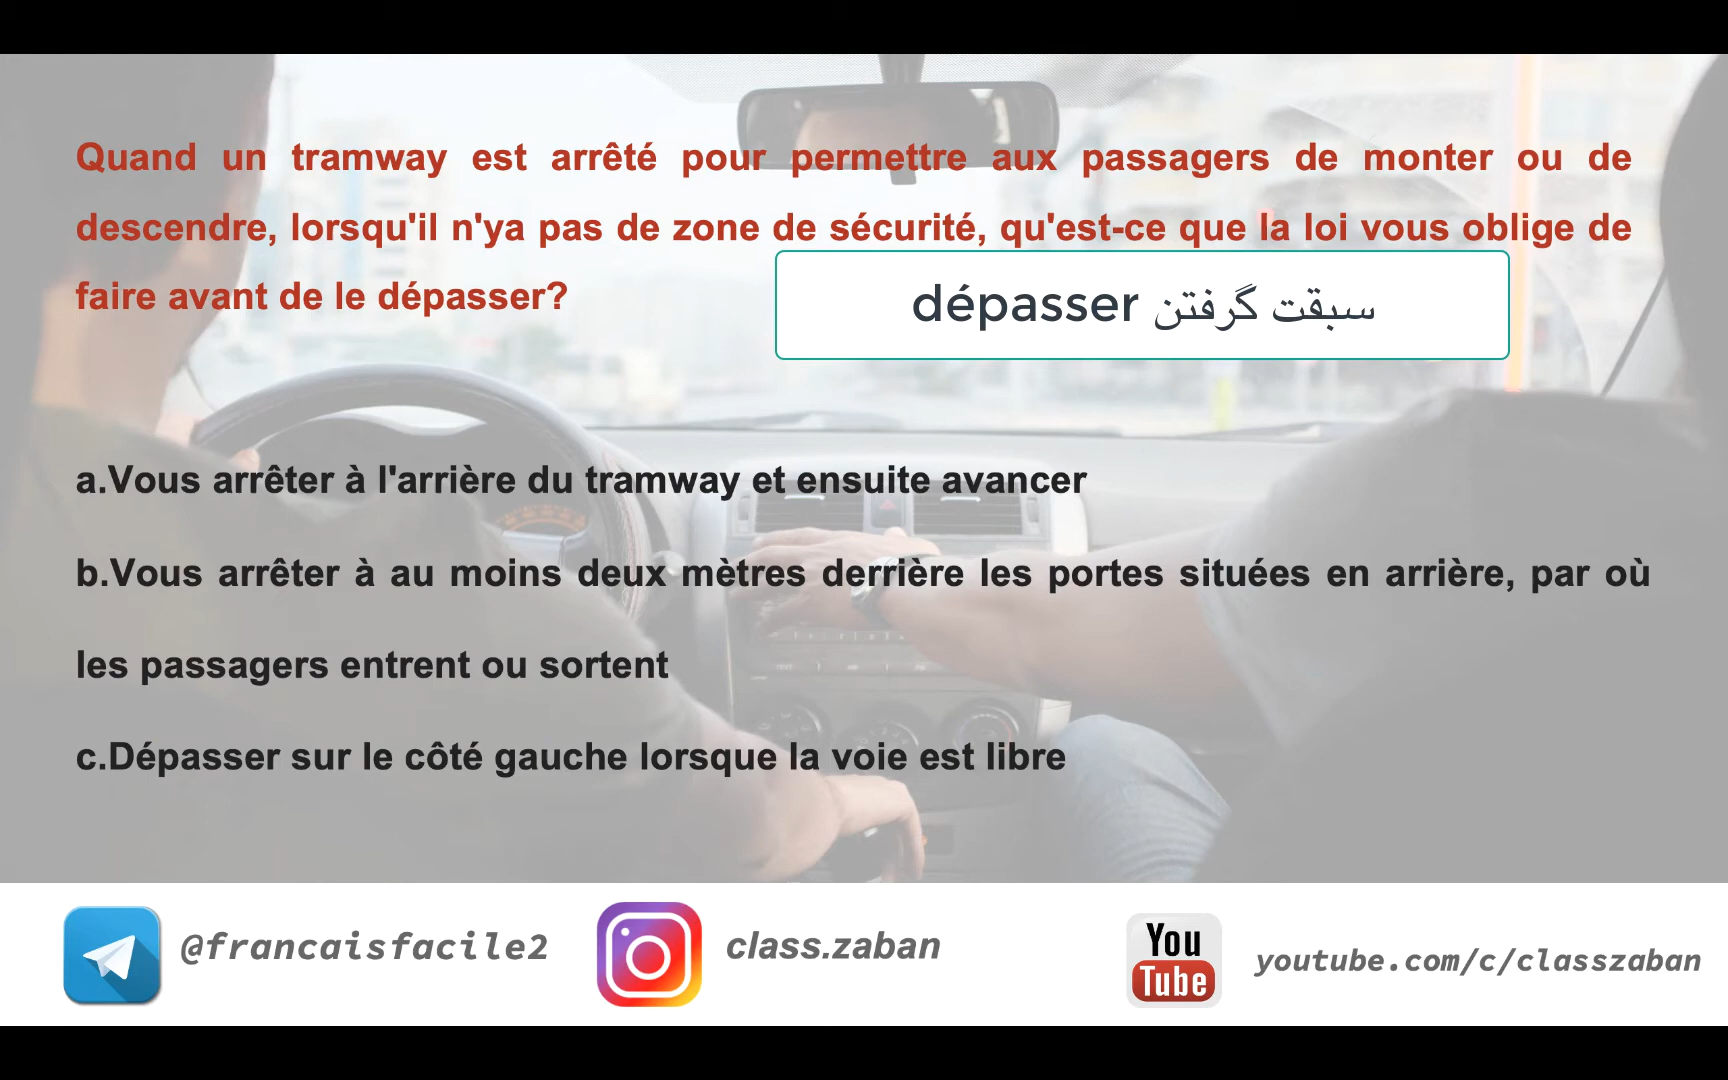 Quand un tramway est arrêté pour permettre aux passagers de monter ou de
descendre, lorsqu'il n'ya pas de zone de sécurité, qu'est-ce que la loi vous oblige de
faire avant de le dépasser?
dépasser سبقت گرفتن
a.Vous arrêter à l'arrière du tramway et ensuite avancer
b.Vous arrêter à au moins deux mètres derrière les portes situées en arrière, par où
les passagers entrent ou sortent
c.Dépasser sur le côté gauche lorsque la voie est libre
@francaisfacile2
class.zaban
You
Tube
youtube.com/c/classzaban